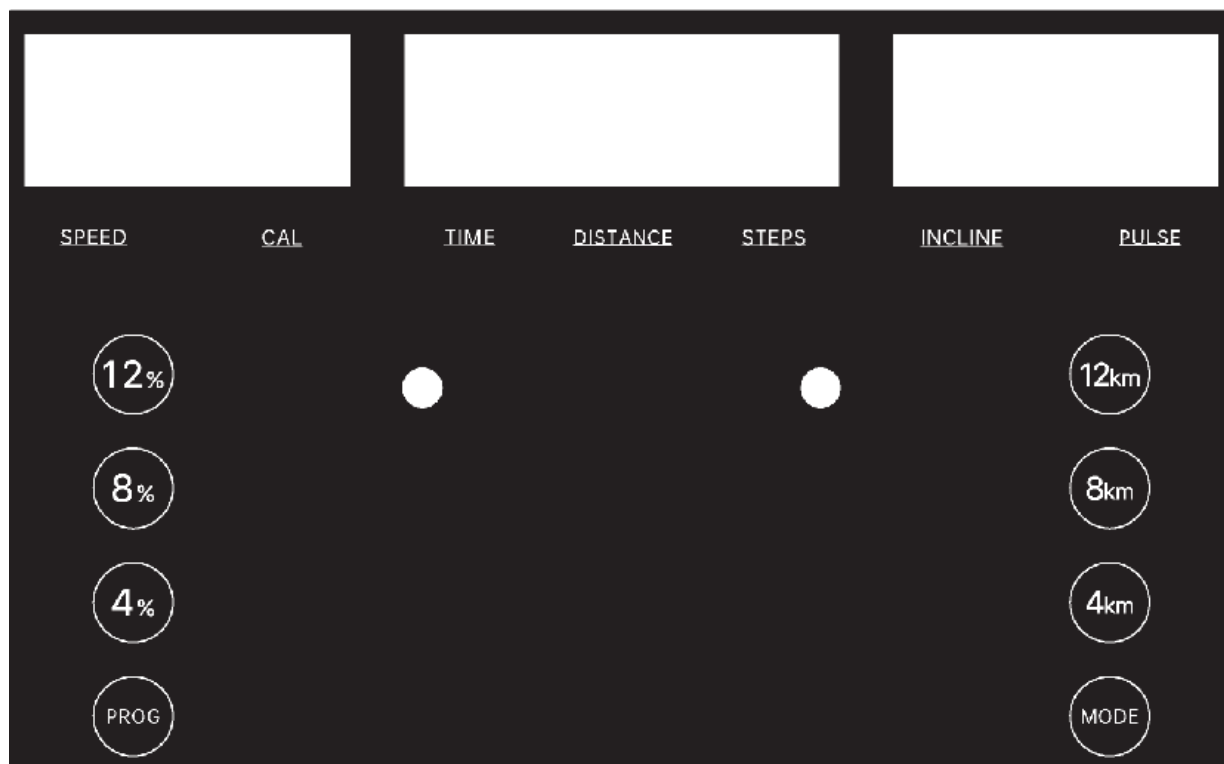 SPEED CAL TIME DISTANCE STEPS INCLINE PULSE
12% 12km
8% 8km
4% 4km
PROG MODE